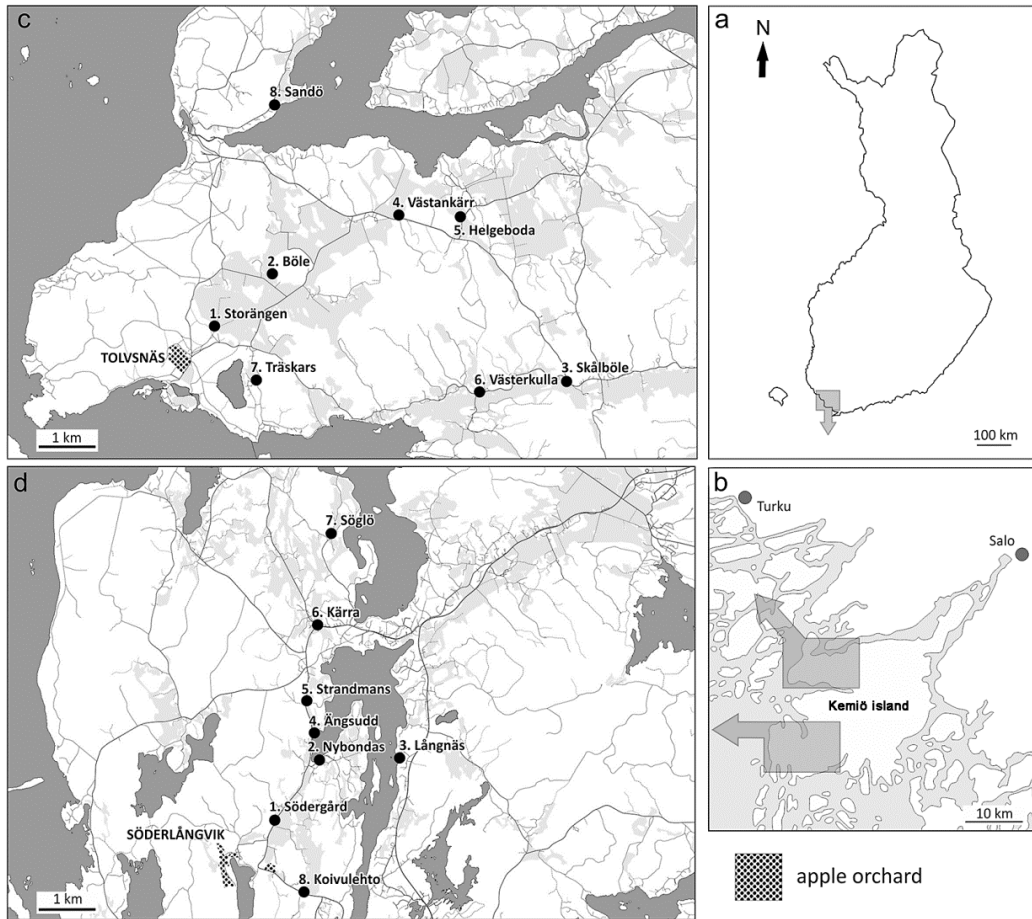 c
8. Sandö
4. Västankärr
5. Helgeboda
2. Böle
1. Storängen
TOLVSNÄS
7. Träskars
6. Västerkulla
3. Skålböle
1 km
a
N
100 km
d
7. Söglö
6. Kärra
5. Strandmans
4. Ängsudd
2. Nybondas
3. Långnäs
1. Södergård
SÖDERLÅNGVIK
8. Koivulehto
1 km
b
Turku
Salo
Kemiö island
10 km
apple orchard